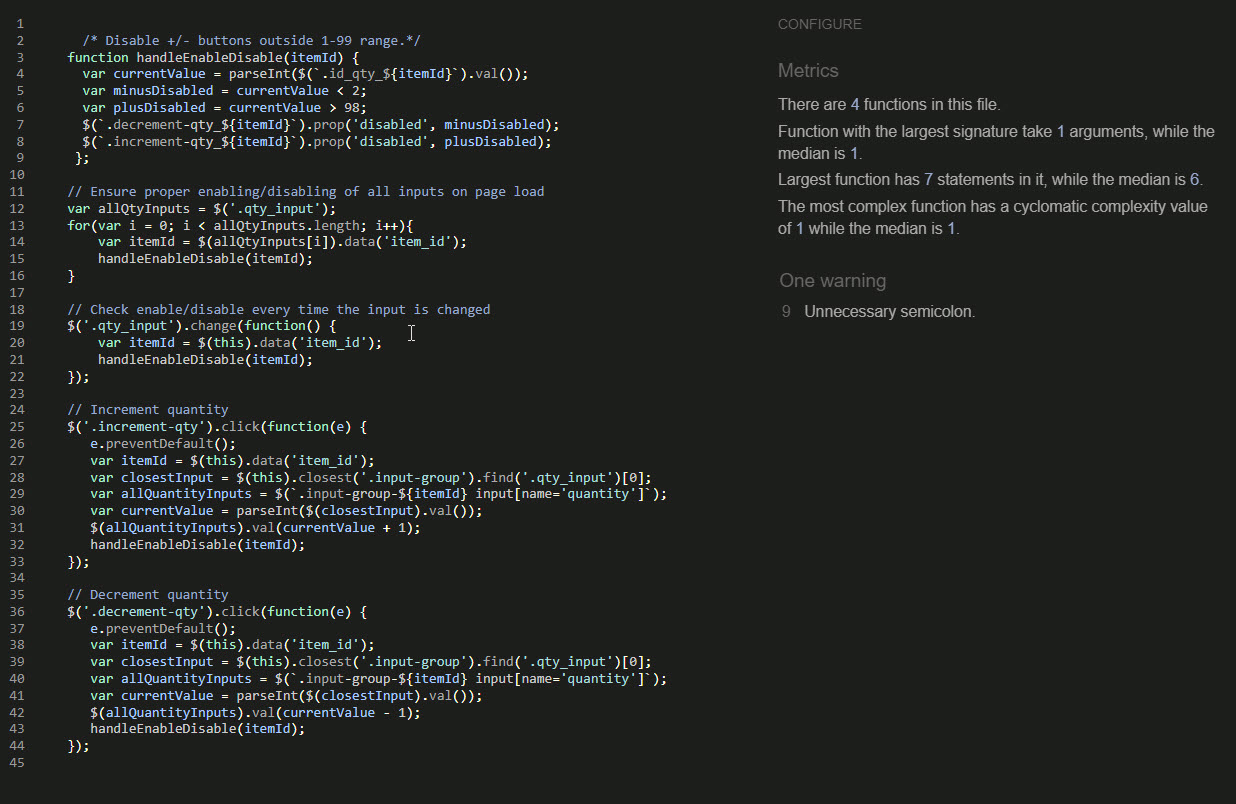 1
2 /* Disable +/- buttons outside 1-99 range.*/
3 function handleEnableDisable(itemId) {
4 var currentValue = parseInt($(`.id_qty_${itemId}`).val());
5 var minusDisabled = currentValue < 2;
6 var plusDisabled = currentValue > 98;
7 $(`.decrement-qty_${itemId}`).prop('disabled', minusDisabled);
8 $(`.increment-qty_${itemId}`).prop('disabled', plusDisabled);
9 };
10
11 // Ensure proper enabling/disabling of all inputs on page load
12 var allQtyInputs = $('.qty_input');
13 for(var i = 0; i < allQtyInputs.length; i++){
14 var itemId = $(allQtyInputs[i]).data('item_id');
15 handleEnableDisable(itemId);
16 }
17
18 // Check enable/disable every time the input is changed
19 $('.qty_input').change(function() {
20 var itemId = $(this).data('item_id');
21 handleEnableDisable(itemId);
22 });
23
24 // Increment quantity
25 $('.increment-qty').click(function(e) {
26 e.preventDefault();
27 var itemId = $(this).data('item_id');
28 var closestInput = $(this).closest('.input-group').find('.qty_input')[0];
29 var allQuantityInputs = $(`.input-group-${itemId} input[name='quantity']`);
30 var currentValue = parseInt($(closestInput).val());
31 $(allQuantityInputs).val(currentValue + 1);
32 handleEnableDisable(itemId);
33 });
34
35 // Decrement quantity
36 $('.decrement-qty').click(function(e) {
37 e.preventDefault();
38 var itemId = $(this).data('item_id');
39 var closestInput = $(this).closest('.input-group').find('.qty_input')[0];
40 var allQuantityInputs = $(`.input-group-${itemId} input[name='quantity']`);
41 var currentValue = parseInt($(closestInput).val());
42 $(allQuantityInputs).val(currentValue - 1);
43 handleEnableDisable(itemId);
44 });
45
CONFIGURE
Metrics
There are 4 functions in this file.
Function with the largest signature take 1 arguments, while the
median is 1.
Largest function has 7 statements in it, while the median is 6.
The most complex function has a cyclomatic complexity value
of 1 while the median is 1.
One warning
9 Unnecessary semicolon.